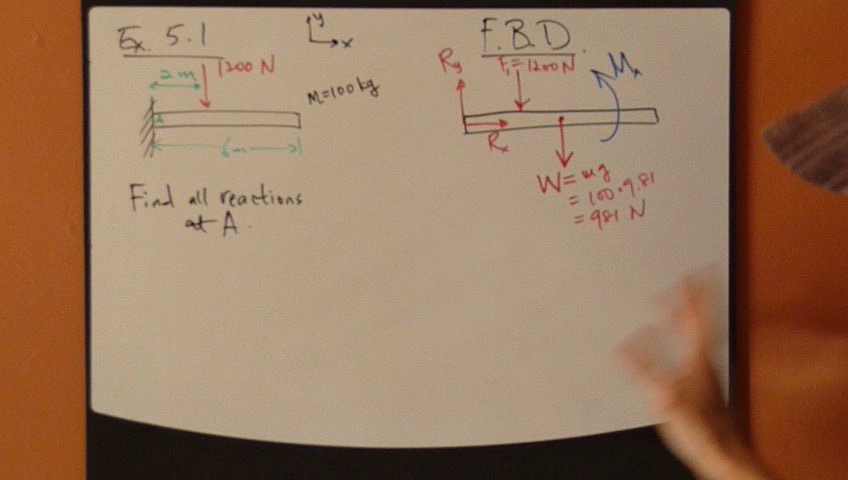 Ex. 5.1
y
x
2 m
1200 N
M=100 kg
A
6m
Find all reactions
at A.
F.B.D.
Ry
F₁=1200N
MA
Rx
W=mg
=100·9.81
=981 N